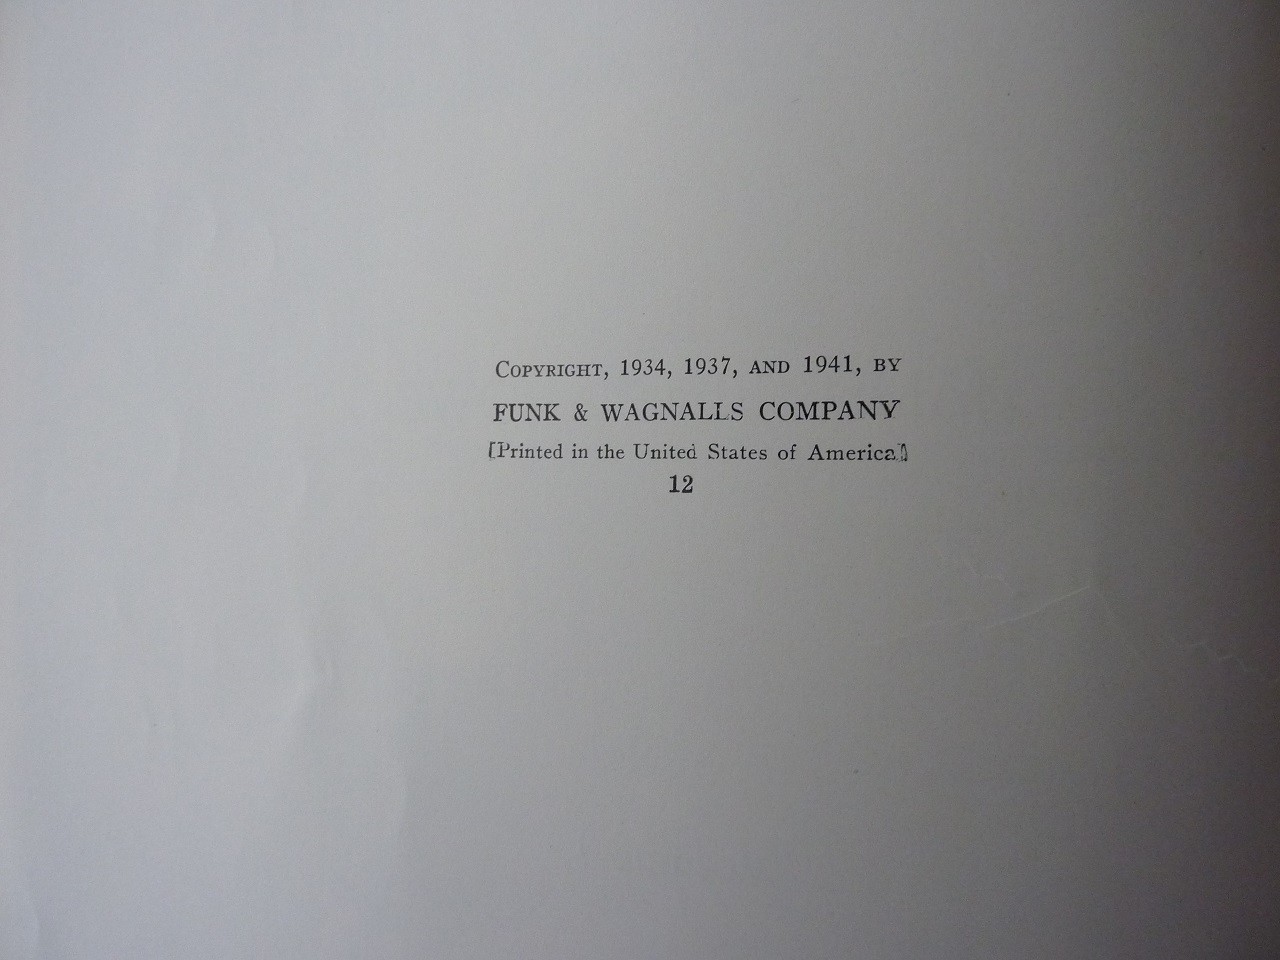 Copyright, 1934, 1937, and 1941, by
FUNK & WAGNALLS COMPANY
[Printed in the United States of America]
12